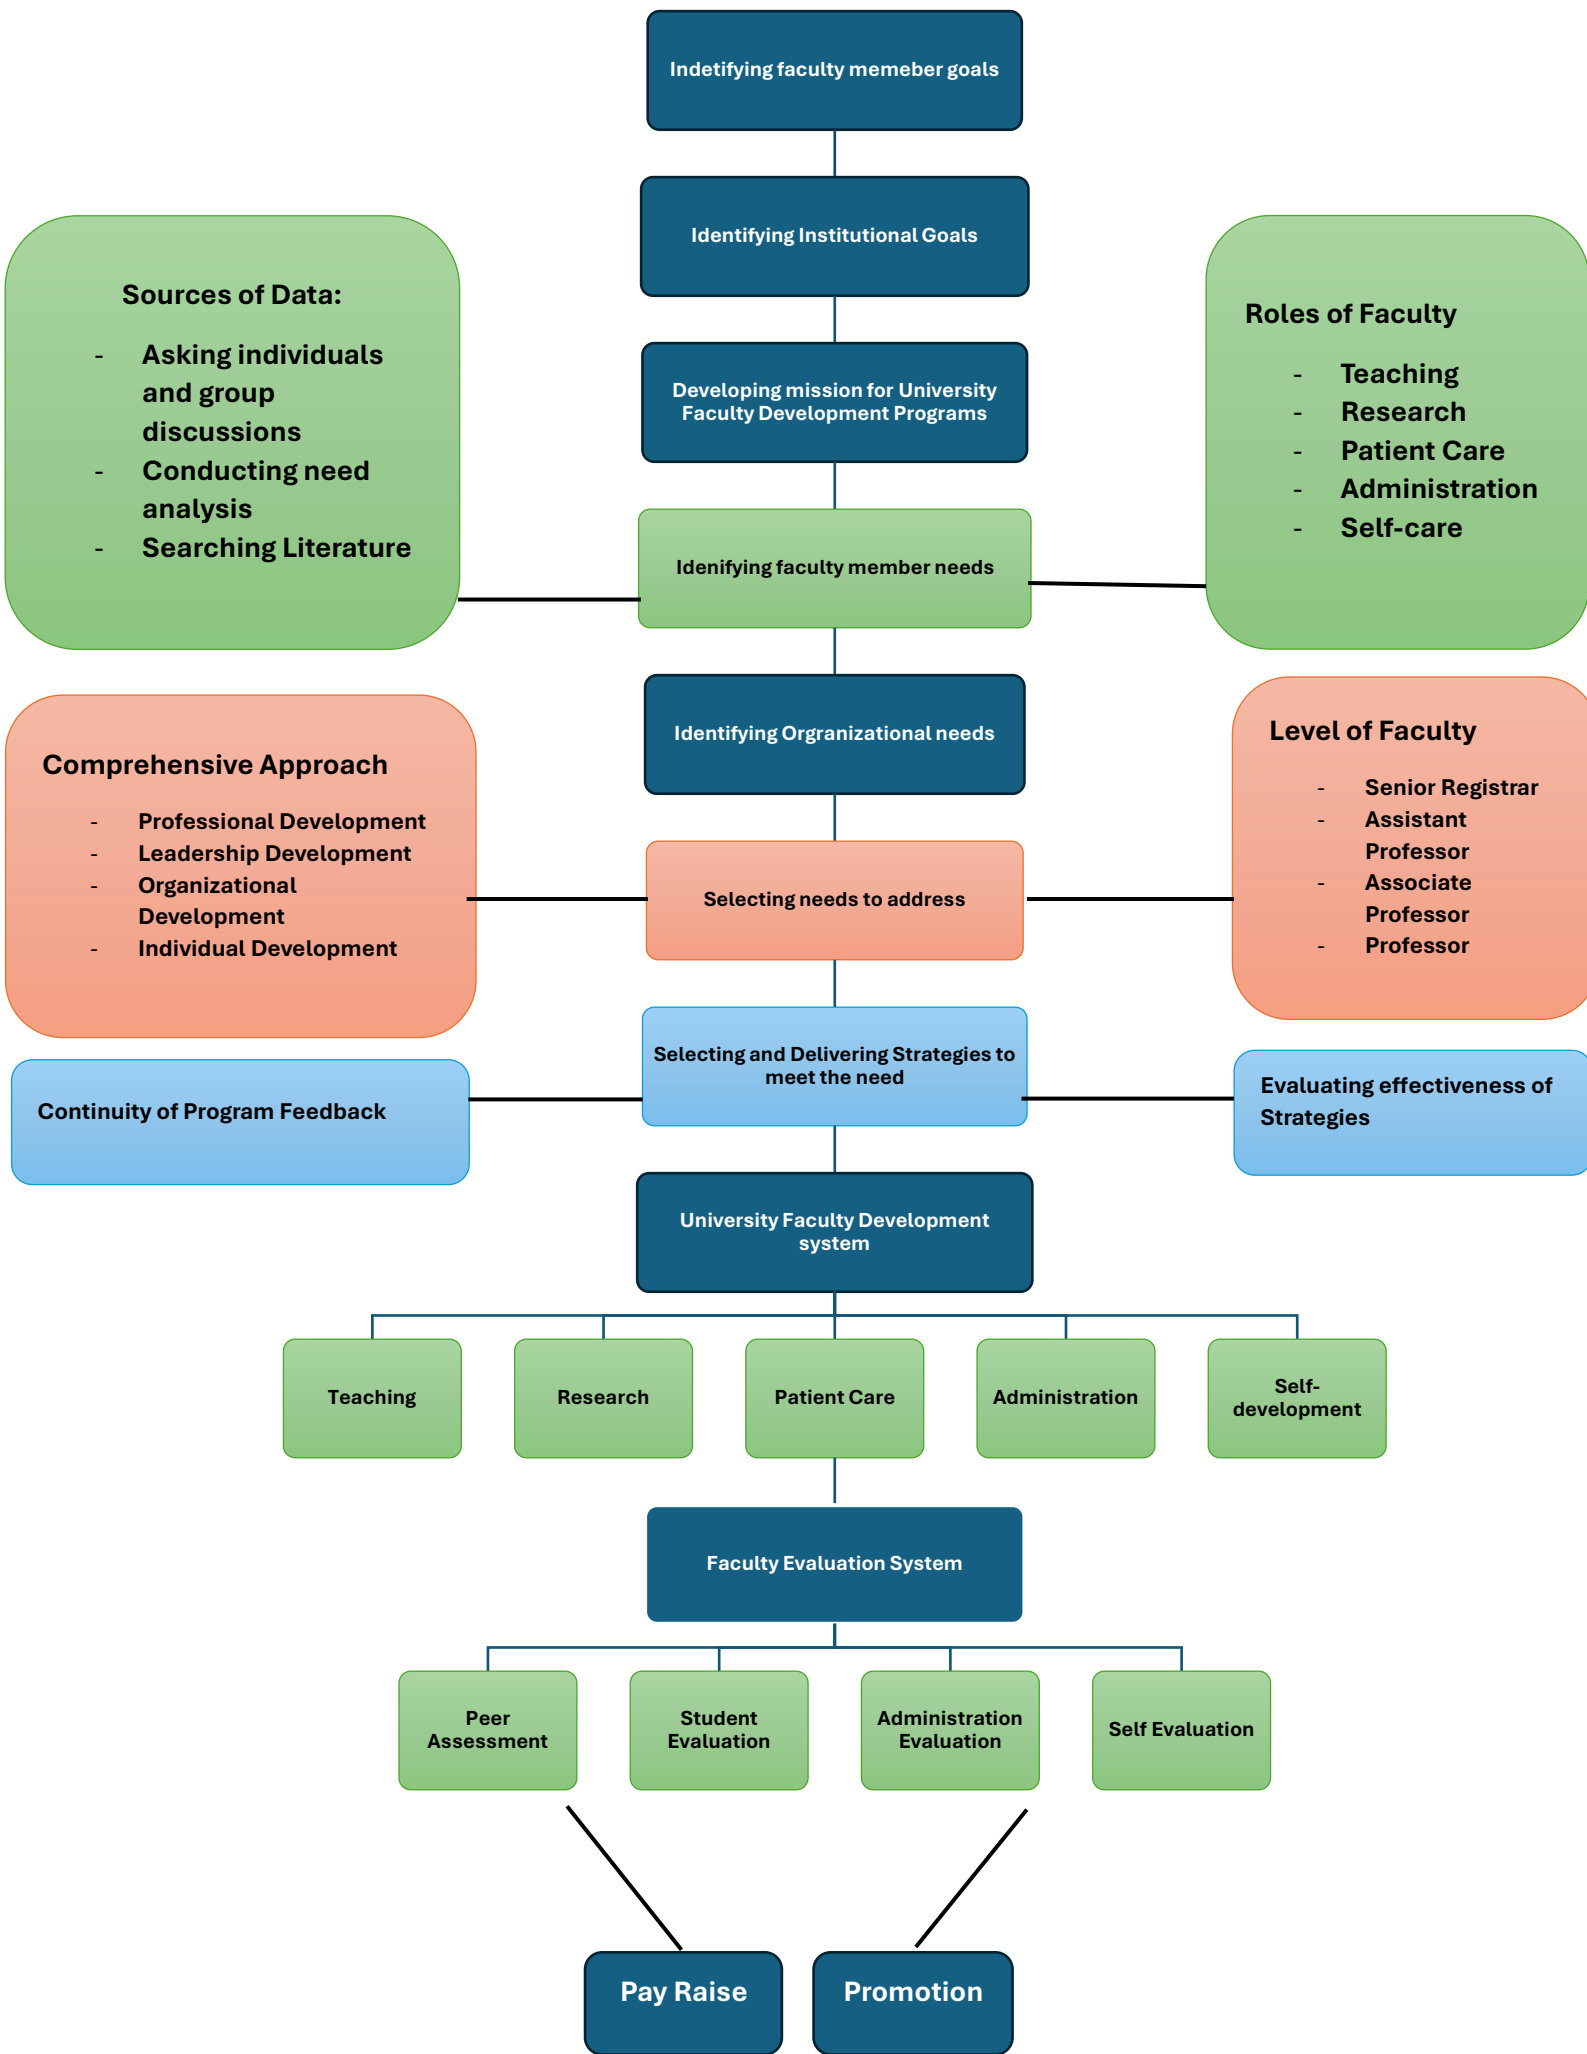 Indetifying faculty memeber goals
Identifying Institutional Goals
Sources of Data:
- Asking individuals
and group
discussions
- Conducting need
analysis
- Searching Literature
Roles of Faculty
- Teaching
- Research
- Patient Care
- Administration
- Self-care
Developing mission for University
Faculty Development Programs
Idenifying faculty member needs
Identifying Orgranizational needs
Comprehensive Approach
- Professional Development
- Leadership Development
- Organizational
Development
- Individual Development
Level of Faculty
- Senior Registrar
- Assistant
Professor
- Associate
Professor
- Professor
Selecting needs to address
Selecting and Delivering Strategies to
meet the need
Continuity of Program Feedback
Evaluating effectiveness of
Strategies
University Faculty Development
system
Teaching
Research
Patient Care
Administration
Self-
development
Faculty Evaluation System
Peer
Assessment
Student
Evaluation
Administration
Evaluation
Self Evaluation
Pay Raise
Promotion